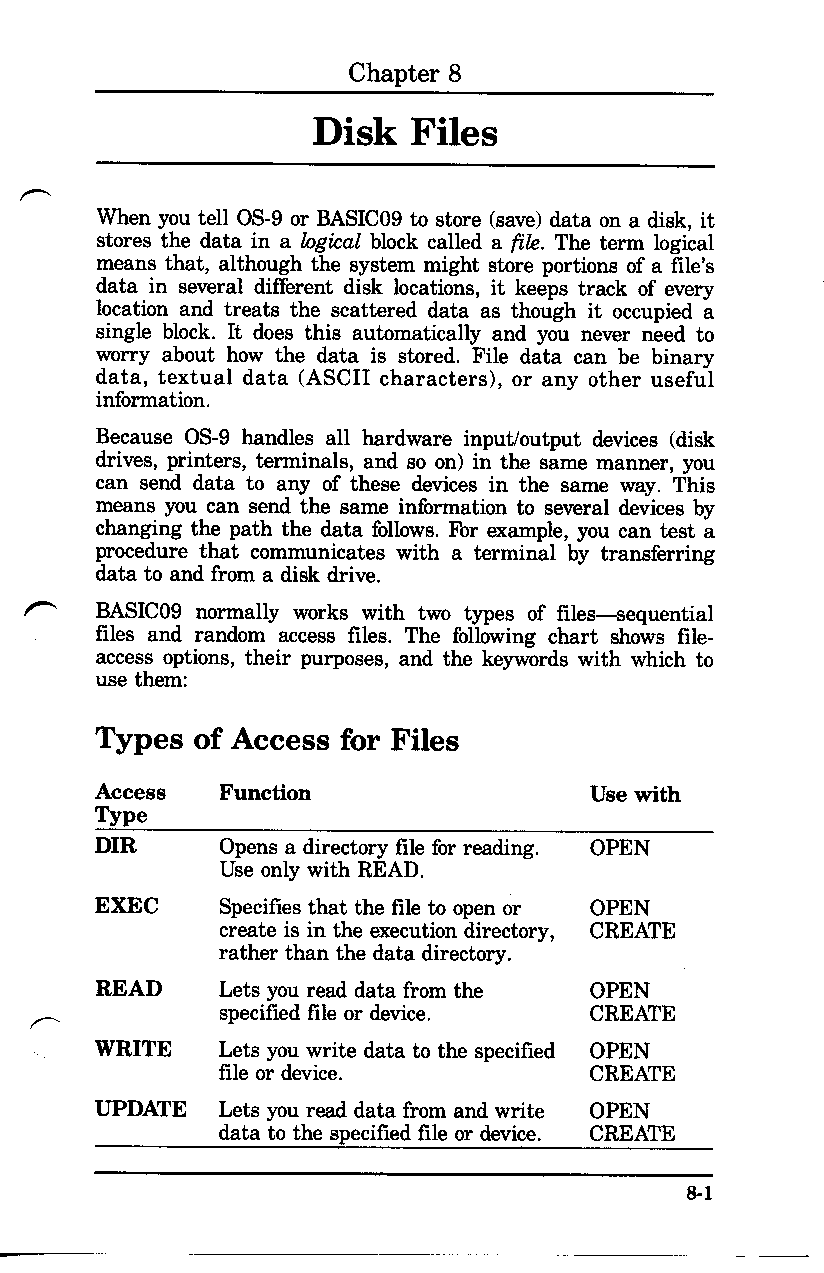 Chapter 8
Disk Files
When you tell OS-9 or BASIC09 to store (save) data on a disk, it
stores the data in a logical block called a file. The term logical
means that, although the system might store portions of a file's
data in several different disk locations, it keeps track of every
location and treats the scattered data as though it occupied a
single block. It does this automatically and you never need to
worry about how the data is stored. File data can be binary
data, textual data (ASCII characters), or any other useful
information.
Because OS-9 handles all hardware input/output devices (disk
drives, printers, terminals, and so on) in the same manner, you
can send data to any of these devices in the same way. This
means you can send the same information to several devices by
changing the path the data follows. For example, you can test a
procedure that communicates with a terminal by transferring
data to and from a disk drive.
BASIC09 normally works with two types of files—sequential
files and random access files. The following chart shows file-
access options, their purposes, and the keywords with which to
use them:
Types of Access for Files
Access Function Use with
Type
DIR Opens a directory file for reading. OPEN
Use only with READ.
EXEC Specifies that the file to open or OPEN
create is in the execution directory, CREATE
rather than the data directory.
READ Lets you read data from the OPEN
specified file or device. CREATE
WRITE Lets you write data to the specified OPEN
file or device. CREATE
UPDATE Lets you read data from and write OPEN
data to the specified file or device. CREATE
8-1